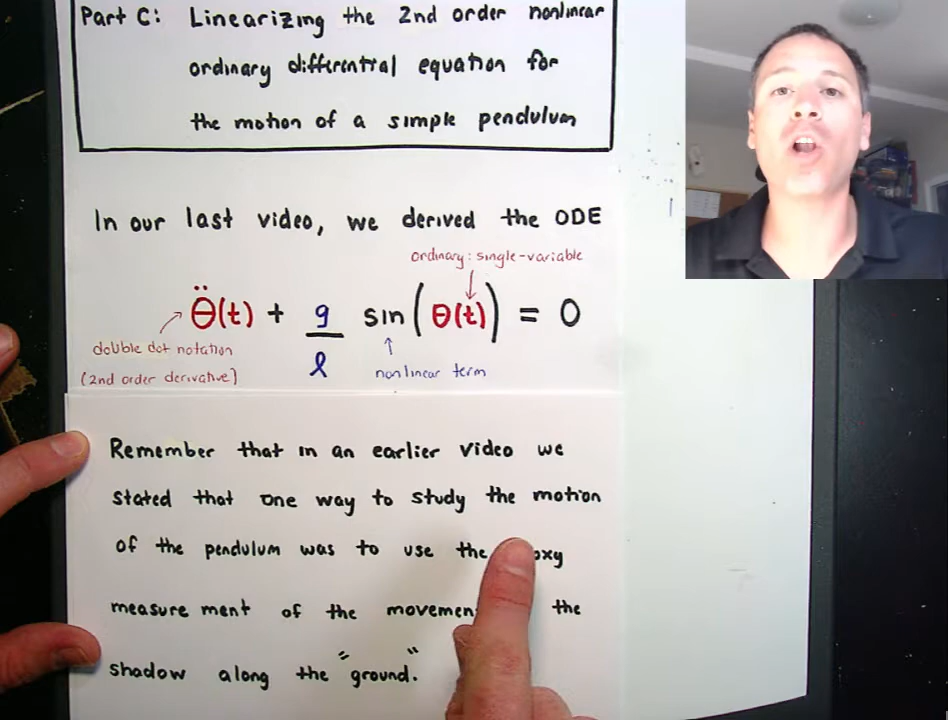 Part C: Linearizing the 2nd order nonlinear
ordinary differential equation for
the motion of a simple pendulum
In our last video, we derived the ODE
ordinary: single-variable
θ̈(t) + g/l sin(θ(t)) = 0
double dot notation
(2nd order derivative)
nonlinear term
Remember that in an earlier video we
stated that one way to study the motion
of the pendulum was to use the
measurement of the the
shadow along the "ground."